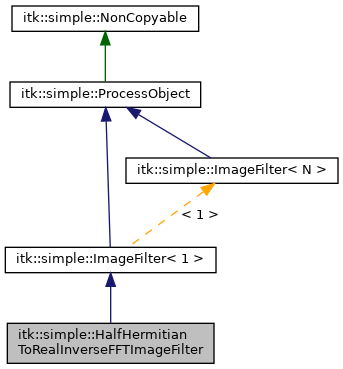 itk::simple::NonCopyable
itk::simple::ProcessObject
itk::simple::ImageFilter< N >
< 1 >
itk::simple::ImageFilter< 1 >
itk::simple::HalfHermitian
ToRealInverseFFTImageFilter